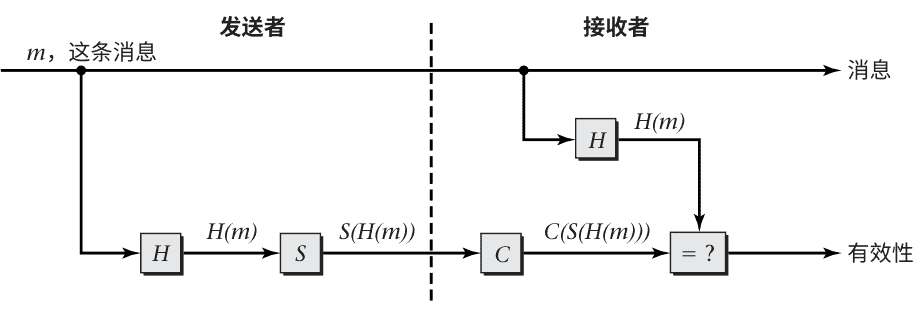 发送者
接收者
m，这条消息
消息
H
H(m)
H
H(m)
S
S(H(m))
C
C(S(H(m)))
= ?
有效性